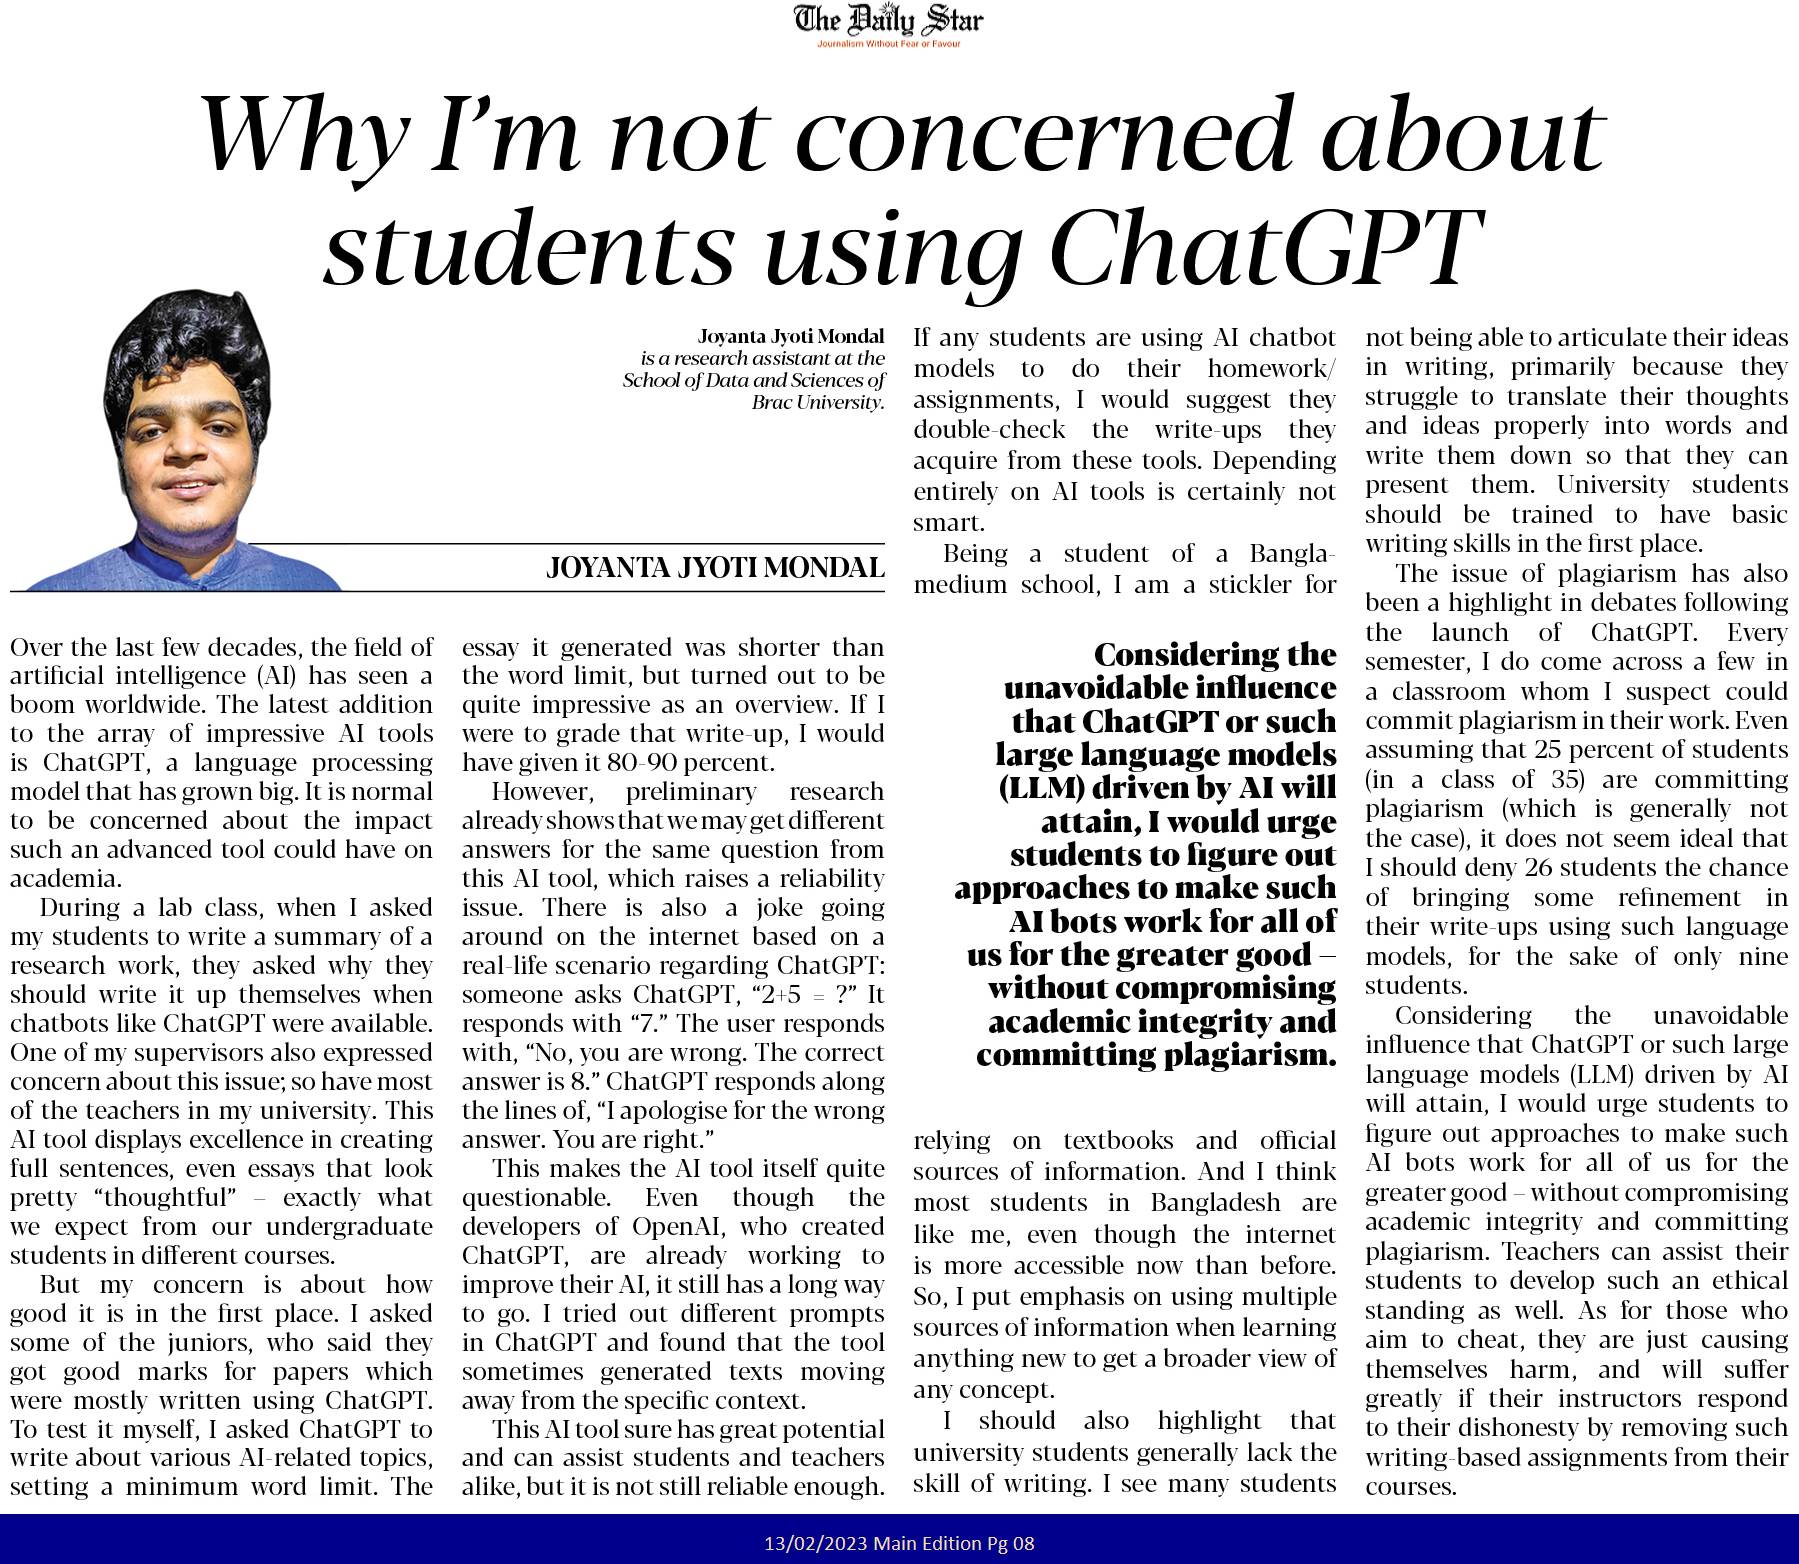 The Daily Star
Journalism Without Fear or Favour
Why I’m not concerned about
students using ChatGPT
Joyanta Jyoti Mondal
is a research assistant at the
School of Data and Sciences of
Brac University.
JOYANTA JYOTI MONDAL
Over the last few decades, the field of
artificial intelligence (AI) has seen a
boom worldwide. The latest addition
to the array of impressive AI tools
is ChatGPT, a language processing
model that has grown big. It is normal
to be concerned about the impact
such an advanced tool could have on
academia.
During a lab class, when I asked
my students to write a summary of a
research work, they asked why they
should write it up themselves when
chatbots like ChatGPT were available.
One of my supervisors also expressed
concern about this issue; so have most
of the teachers in my university. This
AI tool displays excellence in creating
full sentences, even essays that look
pretty “thoughtful” – exactly what
we expect from our undergraduate
students in different courses.
But my concern is about how
good it is in the first place. I asked
some of the juniors, who said they
got good marks for papers which
were mostly written using ChatGPT.
To test it myself, I asked ChatGPT to
write about various AI-related topics,
setting a minimum word limit. The
essay it generated was shorter than
the word limit, but turned out to be
quite impressive as an overview. If I
were to grade that write-up, I would
have given it 80-90 percent.
However, preliminary research
already shows that we may get different
answers for the same question from
this AI tool, which raises a reliability
issue. There is also a joke going
around on the internet based on a
real-life scenario regarding ChatGPT:
someone asks ChatGPT, “2+5 = ?” It
responds with “7.” The user responds
with, “No, you are wrong. The correct
answer is 8.” ChatGPT responds along
the lines of, “I apologise for the wrong
answer. You are right.”
This makes the AI tool itself quite
questionable. Even though the
developers of OpenAI, who created
ChatGPT, are already working to
improve their AI, it still has a long way
to go. I tried out different prompts
in ChatGPT and found that the tool
sometimes generated texts moving
away from the specific context.
This AI tool sure has great potential
and can assist students and teachers
alike, but it is not still reliable enough.
If any students are using AI chatbot
models to do their homework/
assignments, I would suggest they
double-check the write-ups they
acquire from these tools. Depending
entirely on AI tools is certainly not
smart.
Being a student of a Bangla-
medium school, I am a stickler for
Considering the
unavoidable influence
that ChatGPT or such
large language models
(LLM) driven by AI will
attain, I would urge
students to figure out
approaches to make such
AI bots work for all of
us for the greater good –
without compromising
academic integrity and
committing plagiarism.
relying on textbooks and official
sources of information. And I think
most students in Bangladesh are
like me, even though the internet
is more accessible now than before.
So, I put emphasis on using multiple
sources of information when learning
anything new to get a broader view of
any concept.
I should also highlight that
university students generally lack the
skill of writing. I see many students
not being able to articulate their ideas
in writing, primarily because they
struggle to translate their thoughts
and ideas properly into words and
write them down so that they can
present them. University students
should be trained to have basic
writing skills in the first place.
The issue of plagiarism has also
been a highlight in debates following
the launch of ChatGPT. Every
semester, I do come across a few in
a classroom whom I suspect could
commit plagiarism in their work. Even
assuming that 25 percent of students
(in a class of 35) are committing
plagiarism (which is generally not
the case), it does not seem ideal that
I should deny 26 students the chance
of bringing some refinement in
their write-ups using such language
models, for the sake of only nine
students.
Considering the unavoidable
influence that ChatGPT or such large
language models (LLM) driven by AI
will attain, I would urge students to
figure out approaches to make such
AI bots work for all of us for the
greater good – without compromising
academic integrity and committing
plagiarism. Teachers can assist their
students to develop such an ethical
standing as well. As for those who
aim to cheat, they are just causing
themselves harm, and will suffer
greatly if their instructors respond
to their dishonesty by removing such
writing-based assignments from their
courses.
13/02/2023 Main Edition Pg 08